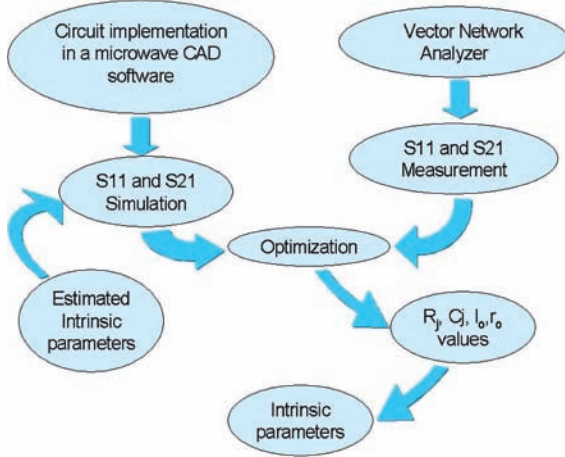 Circuit implementation
in a microwave CAD
software
Vector Network
Analyzer
S11 and S21
Simulation
S11 and S21
Measurement
Optimization
Estimated
Intrinsic
parameters
Rj, Cj, lo,ro
values
Intrinsic
parameters